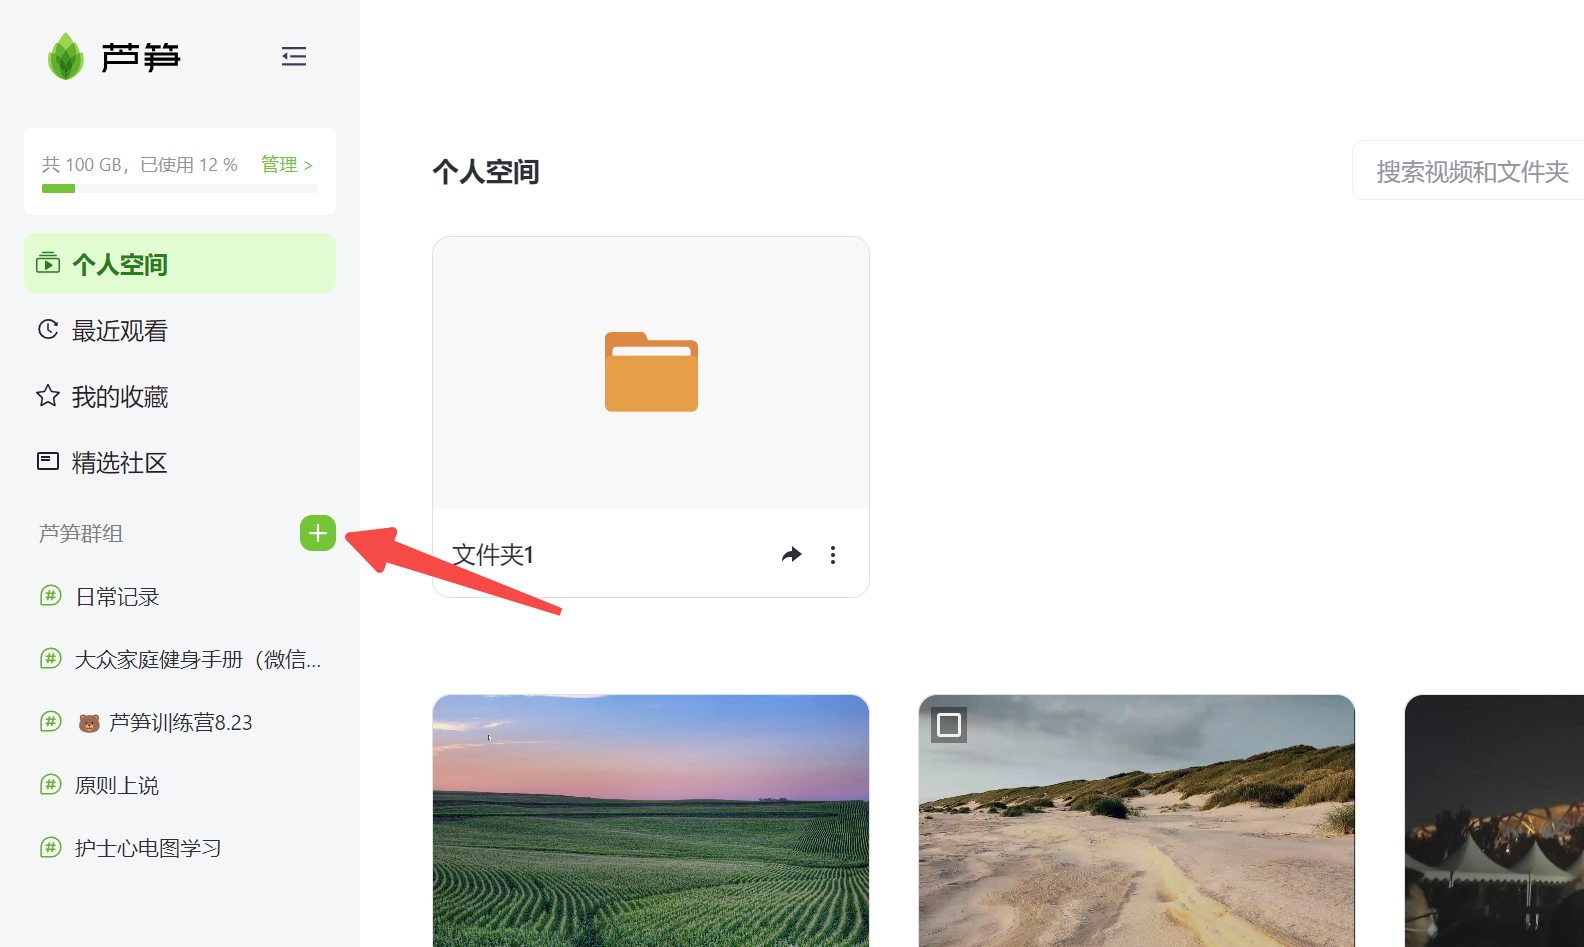 芦笋
共 100 GB，已使用 12 %
管理 >
个人空间
最近观看
我的收藏
精选社区
芦笋群组
日常记录
大众家庭健身手册（微信...
🐻 芦笋训练营8.23
原则上说
护士心电图学习
个人空间
搜索视频和文件夹
文件夹1